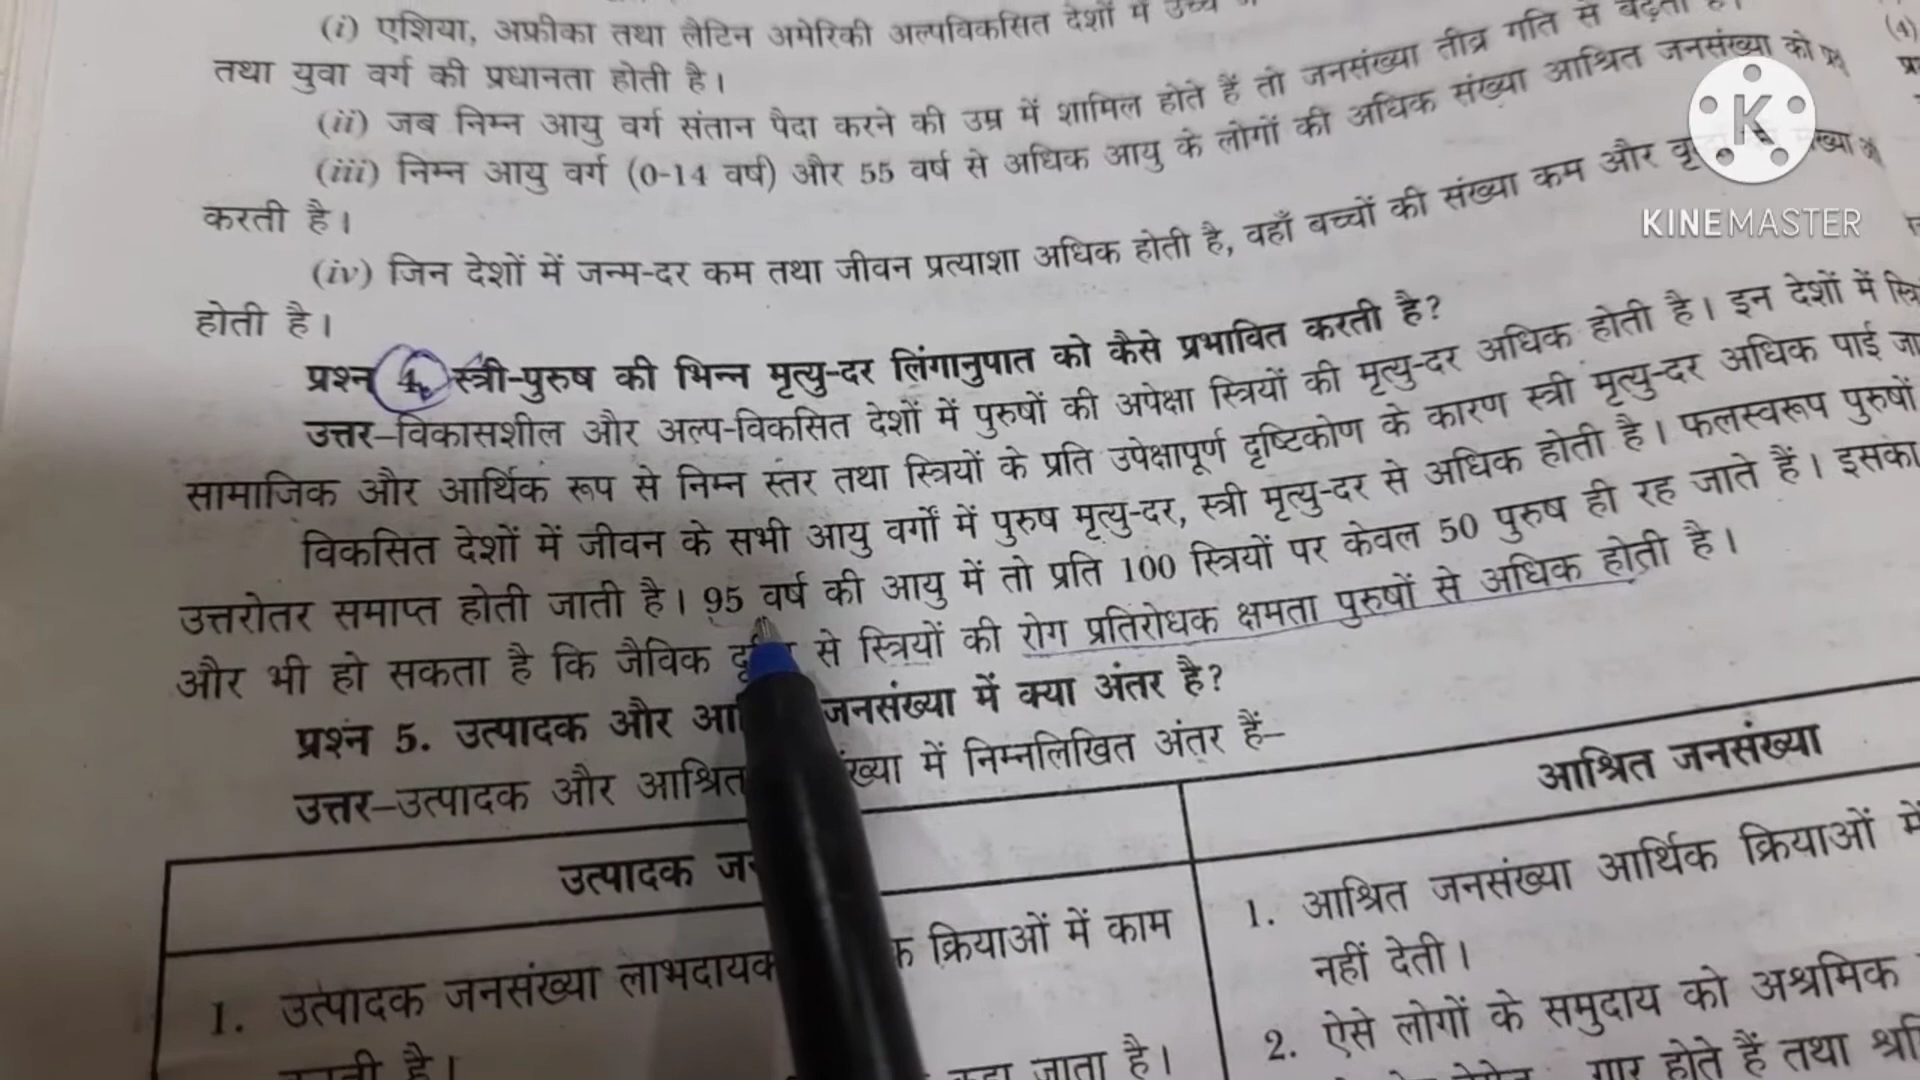 (i) एशिया, अफ्रीका तथा लैटिन अमेरिकी अल्पविकसित देशों में उच्च
तथा युवा वर्ग की प्रधानता होती है।
(ii) जब निम्न आयु वर्ग संतान पैदा करने की उम्र में शामिल होते हैं तो जनसंख्या तीव्र गति से बढ़ती है।
(iii) निम्न आयु वर्ग (0-14 वर्ष) और 55 वर्ष से अधिक आयु के लोगों की अधिक संख्या आश्रित जनसंख्या को
करती है।
(iv) जिन देशों में जन्म-दर कम तथा जीवन प्रत्याशा अधिक होती है, वहाँ बच्चों की संख्या कम और
होती है।
प्रश्न 4. स्त्री-पुरुष की भिन्न मृत्यु-दर लिंगानुपात को कैसे प्रभावित करती है?
उत्तर–विकासशील और अल्प-विकसित देशों में पुरुषों की अपेक्षा स्त्रियों की मृत्यु-दर अधिक होती है। इन देशों में
सामाजिक और आर्थिक रूप से निम्न स्तर तथा स्त्रियों के प्रति उपेक्षापूर्ण दृष्टिकोण के कारण स्त्री मृत्यु-दर अधिक पाई
विकसित देशों में जीवन के सभी आयु वर्गों में पुरुष मृत्यु-दर, स्त्री मृत्यु-दर से अधिक होती है। फलस्वरूप पुरुषों
उत्तरोतर समाप्त होती जाती है। 95 वर्ष की आयु में तो प्रति 100 स्त्रियों पर केवल 50 पुरुष ही रह जाते हैं। इसका
और भी हो सकता है कि जैविक से स्त्रियों की रोग प्रतिरोधक क्षमता पुरुषों से अधिक होती है।
प्रश्न 5. उत्पादक और जनसंख्या में क्या अंतर है?
उत्तर–उत्पादक और आश्रित में निम्नलिखित अंतर हैं–
उत्पादक
आश्रित जनसंख्या
1. उत्पादक जनसंख्या क्रियाओं में काम
करती है।
जाता है।
1. आश्रित जनसंख्या आर्थिक क्रियाओं में
नहीं देती।
2. ऐसे लोगों के समुदाय को अश्रमिक
होते हैं तथा
(4)
KINEMASTER
K